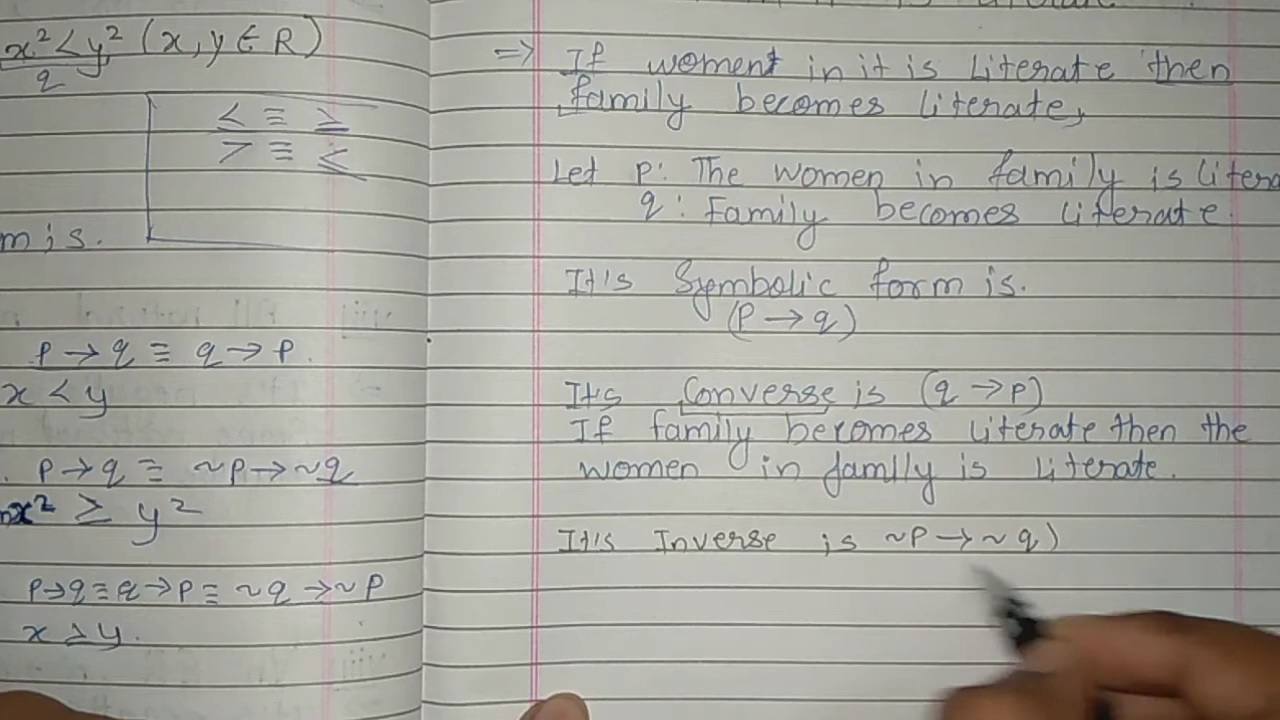 x² < y² (x, y ∈ R)
q
< ≡ ≥
> ≡ ≤
m is.
p → q ≡ q → p.
x < y
p → q ≡ ~p → ~q
x² ≥ y²
p → q ≡ q → p ≡ ~q → ~p
x ≥ y.
⇒ If woment in it is literate then
family becomes literate,
Let p: The women in family is litera
q: Family becomes literate.
It's Symbolic form is.
(p → q)
It's Converse is (q → p)
If family becomes literate then the
women in family is literate.
It's Inverse is ~p → ~q)